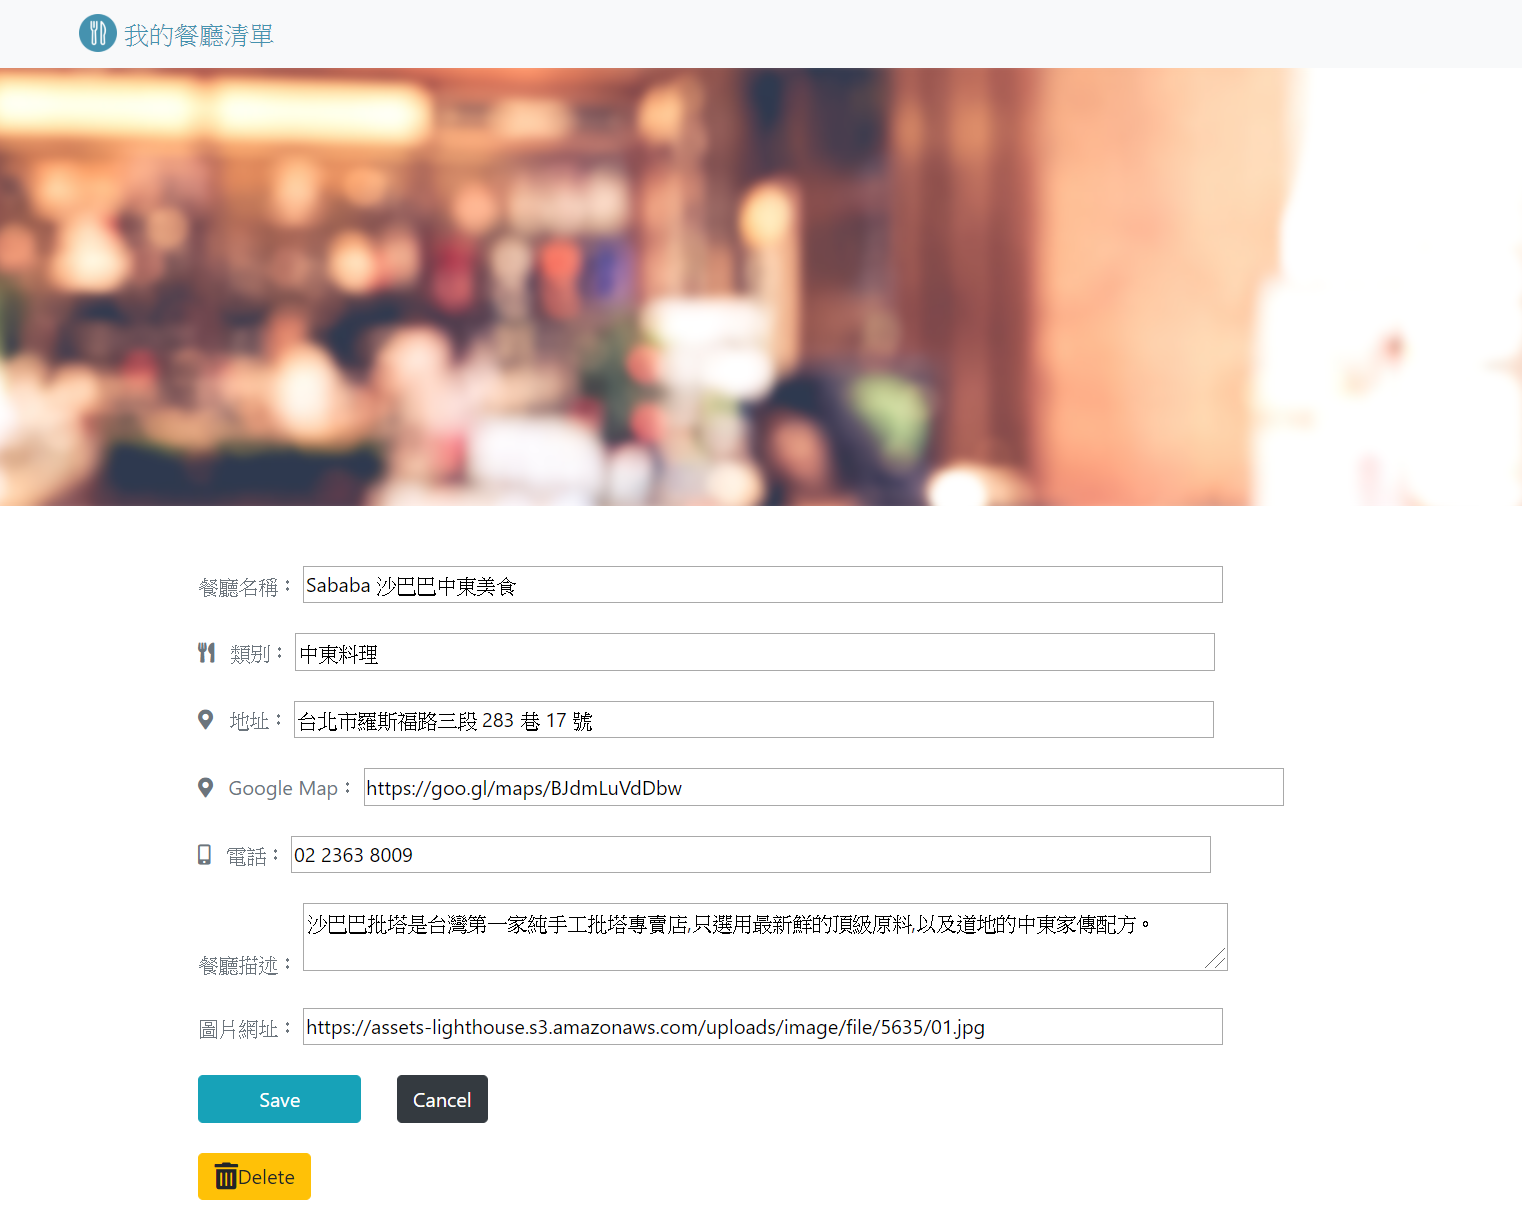 我的餐廳清單
餐廳名稱： Sababa 沙巴巴中東美食
類別： 中東料理
地址： 台北市羅斯福路三段 283 巷 17 號
Google Map： https://goo.gl/maps/BJdmLuVdDbw
電話： 02 2363 8009
餐廳描述： 沙巴巴批塔是台灣第一家純手工批塔專賣店,只選用最新鮮的頂級原料,以及道地的中東家傳配方。
圖片網址： https://assets-lighthouse.s3.amazonaws.com/uploads/image/file/5635/01.jpg
Save Cancel
Delete